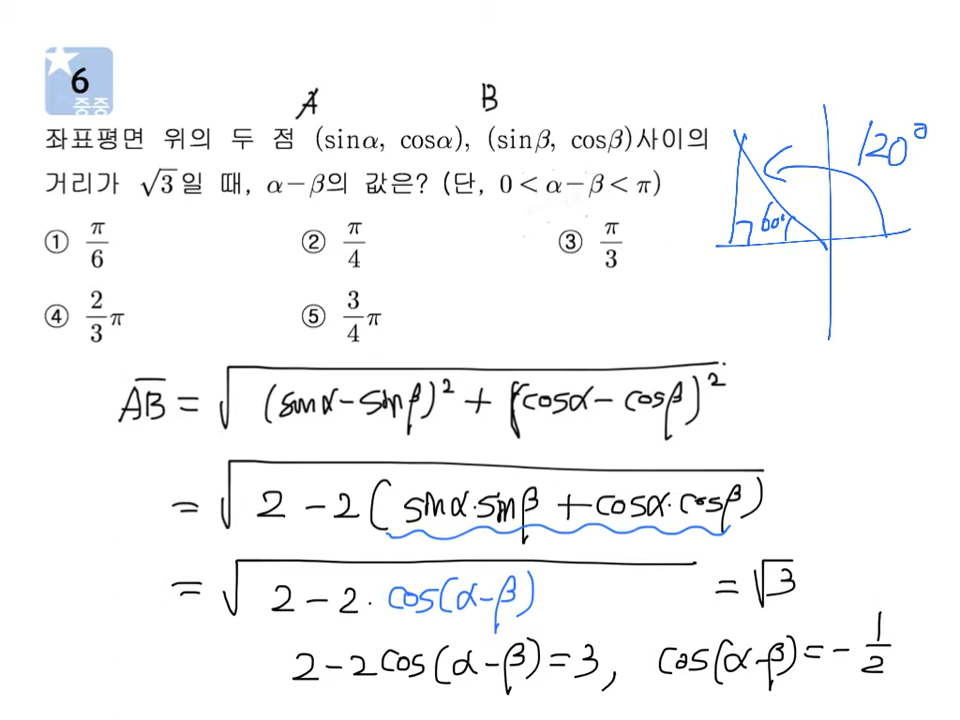 6
중중
A B
좌표평면 위의 두 점 (sinα, cosα), (sinβ, cosβ)사이의
거리가 √3일 때, α−β의 값은? (단, 0<α−β<π)
① π/6 ② π/4 ③ π/3
④ 2/3π ⑤ 3/4π
120°
60°
AB = √(sinα−sinβ)² + (cosα−cosβ)²
= √2−2(sinα·sinβ+cosα·cosβ)
= √2−2·cos(α−β) = √3
2−2cos(α−β)=3, cos(α−β)=−1/2